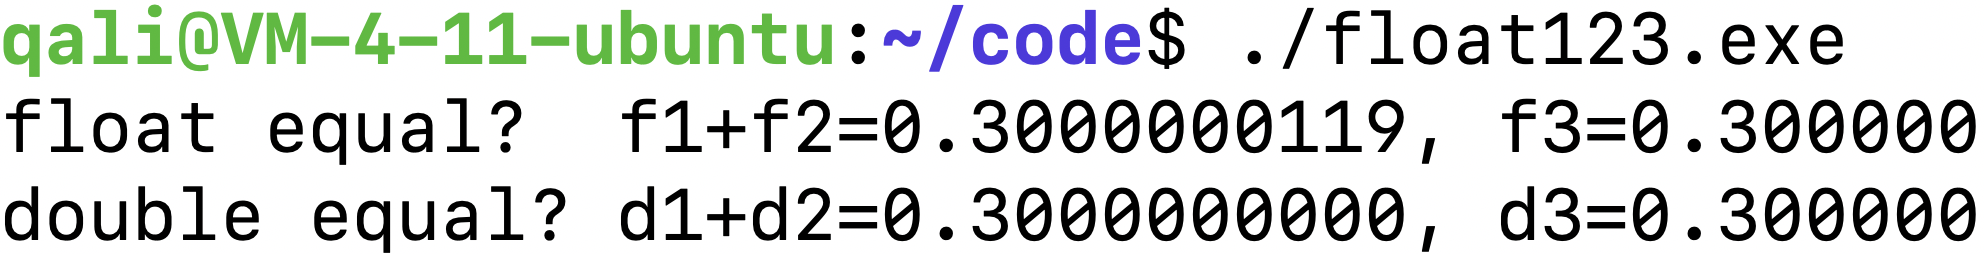 qali@VM-4-11-ubuntu:~/code$ ./float123.exe
float equal?  f1+f2=0.3000000119, f3=0.300000
double equal? d1+d2=0.3000000000, d3=0.300000